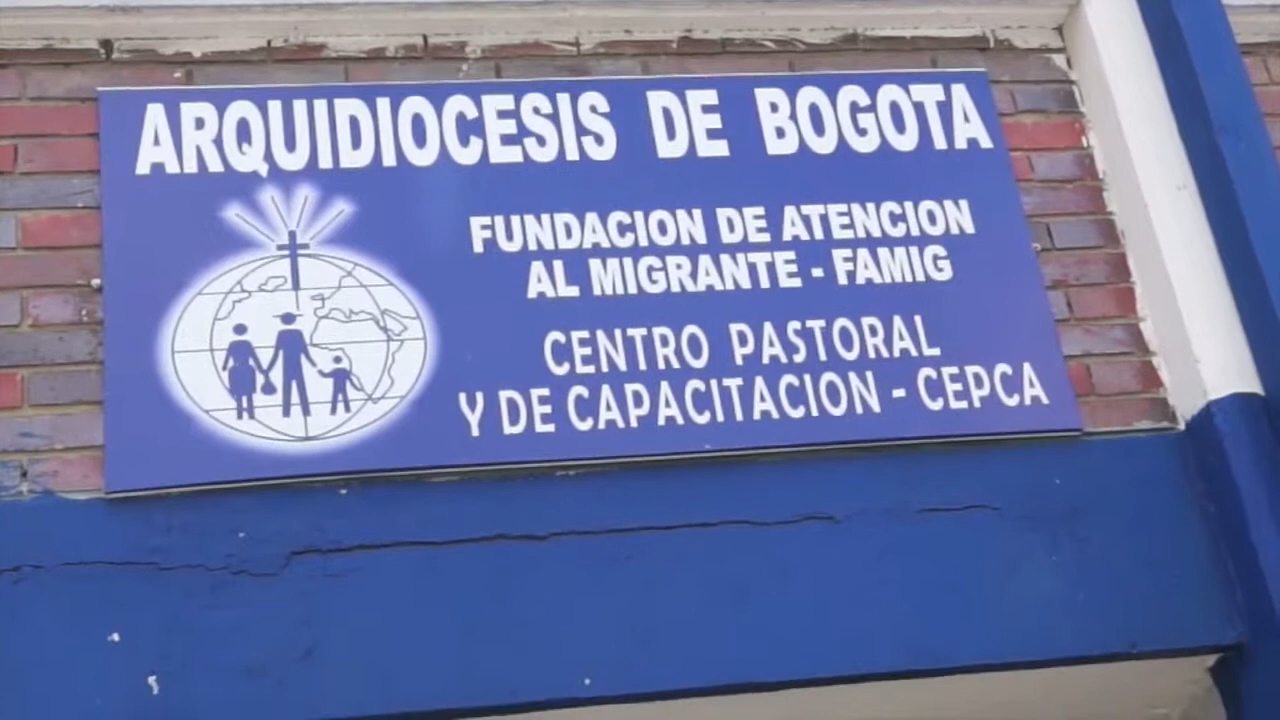 ARQUIDIOCESIS DE BOGOTA
FUNDACION DE ATENCION
AL MIGRANTE - FAMIG
CENTRO PASTORAL
Y DE CAPACITACION - CEPCA